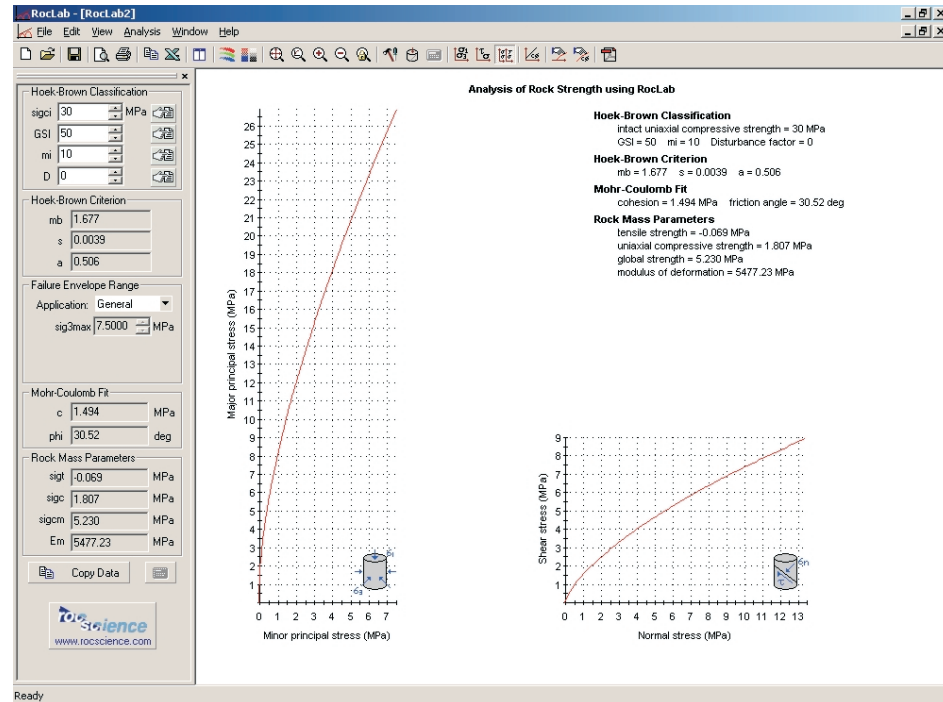 RocLab - [RocLab2]
File Edit View Analysis Window Help
Hoek-Brown Classification
sigci 30 MPa
GSI 50
mi 10
D 0
Hoek-Brown Criterion
mb 1.677
s 0.0039
a 0.506
Failure Envelope Range
Application: General
sig3max 7.5000 MPa
Mohr-Coulomb Fit
c 1.494 MPa
phi 30.52 deg
Rock Mass Parameters
sigt -0.069 MPa
sigc 1.807 MPa
sigcm 5.230 MPa
Em 5477.23 MPa
Copy Data
rocscience
www.rocscience.com
Analysis of Rock Strength using RocLab
Hoek-Brown Classification
intact uniaxial compressive strength = 30 MPa
GSI = 50 mi = 10 Disturbance factor = 0
Hoek-Brown Criterion
mb = 1.677 s = 0.0039 a = 0.506
Mohr-Coulomb Fit
cohesion = 1.494 MPa friction angle = 30.52 deg
Rock Mass Parameters
tensile strength = -0.069 MPa
uniaxial compressive strength = 1.807 MPa
global strength = 5.230 MPa
modulus of deformation = 5477.23 MPa
Major principal stress (MPa)
26
25
24
23
22
21
20
19
18
17
16
15
14
13
12
11
10
9
8
7
6
5
4
3
2
1
0 1 2 3 4 5 6 7
Minor principal stress (MPa)
Shear stress (MPa)
9
8
7
6
5
4
3
2
1
0 1 2 3 4 5 6 7 8 9 10 11 12 13
Normal stress (MPa)
Ready